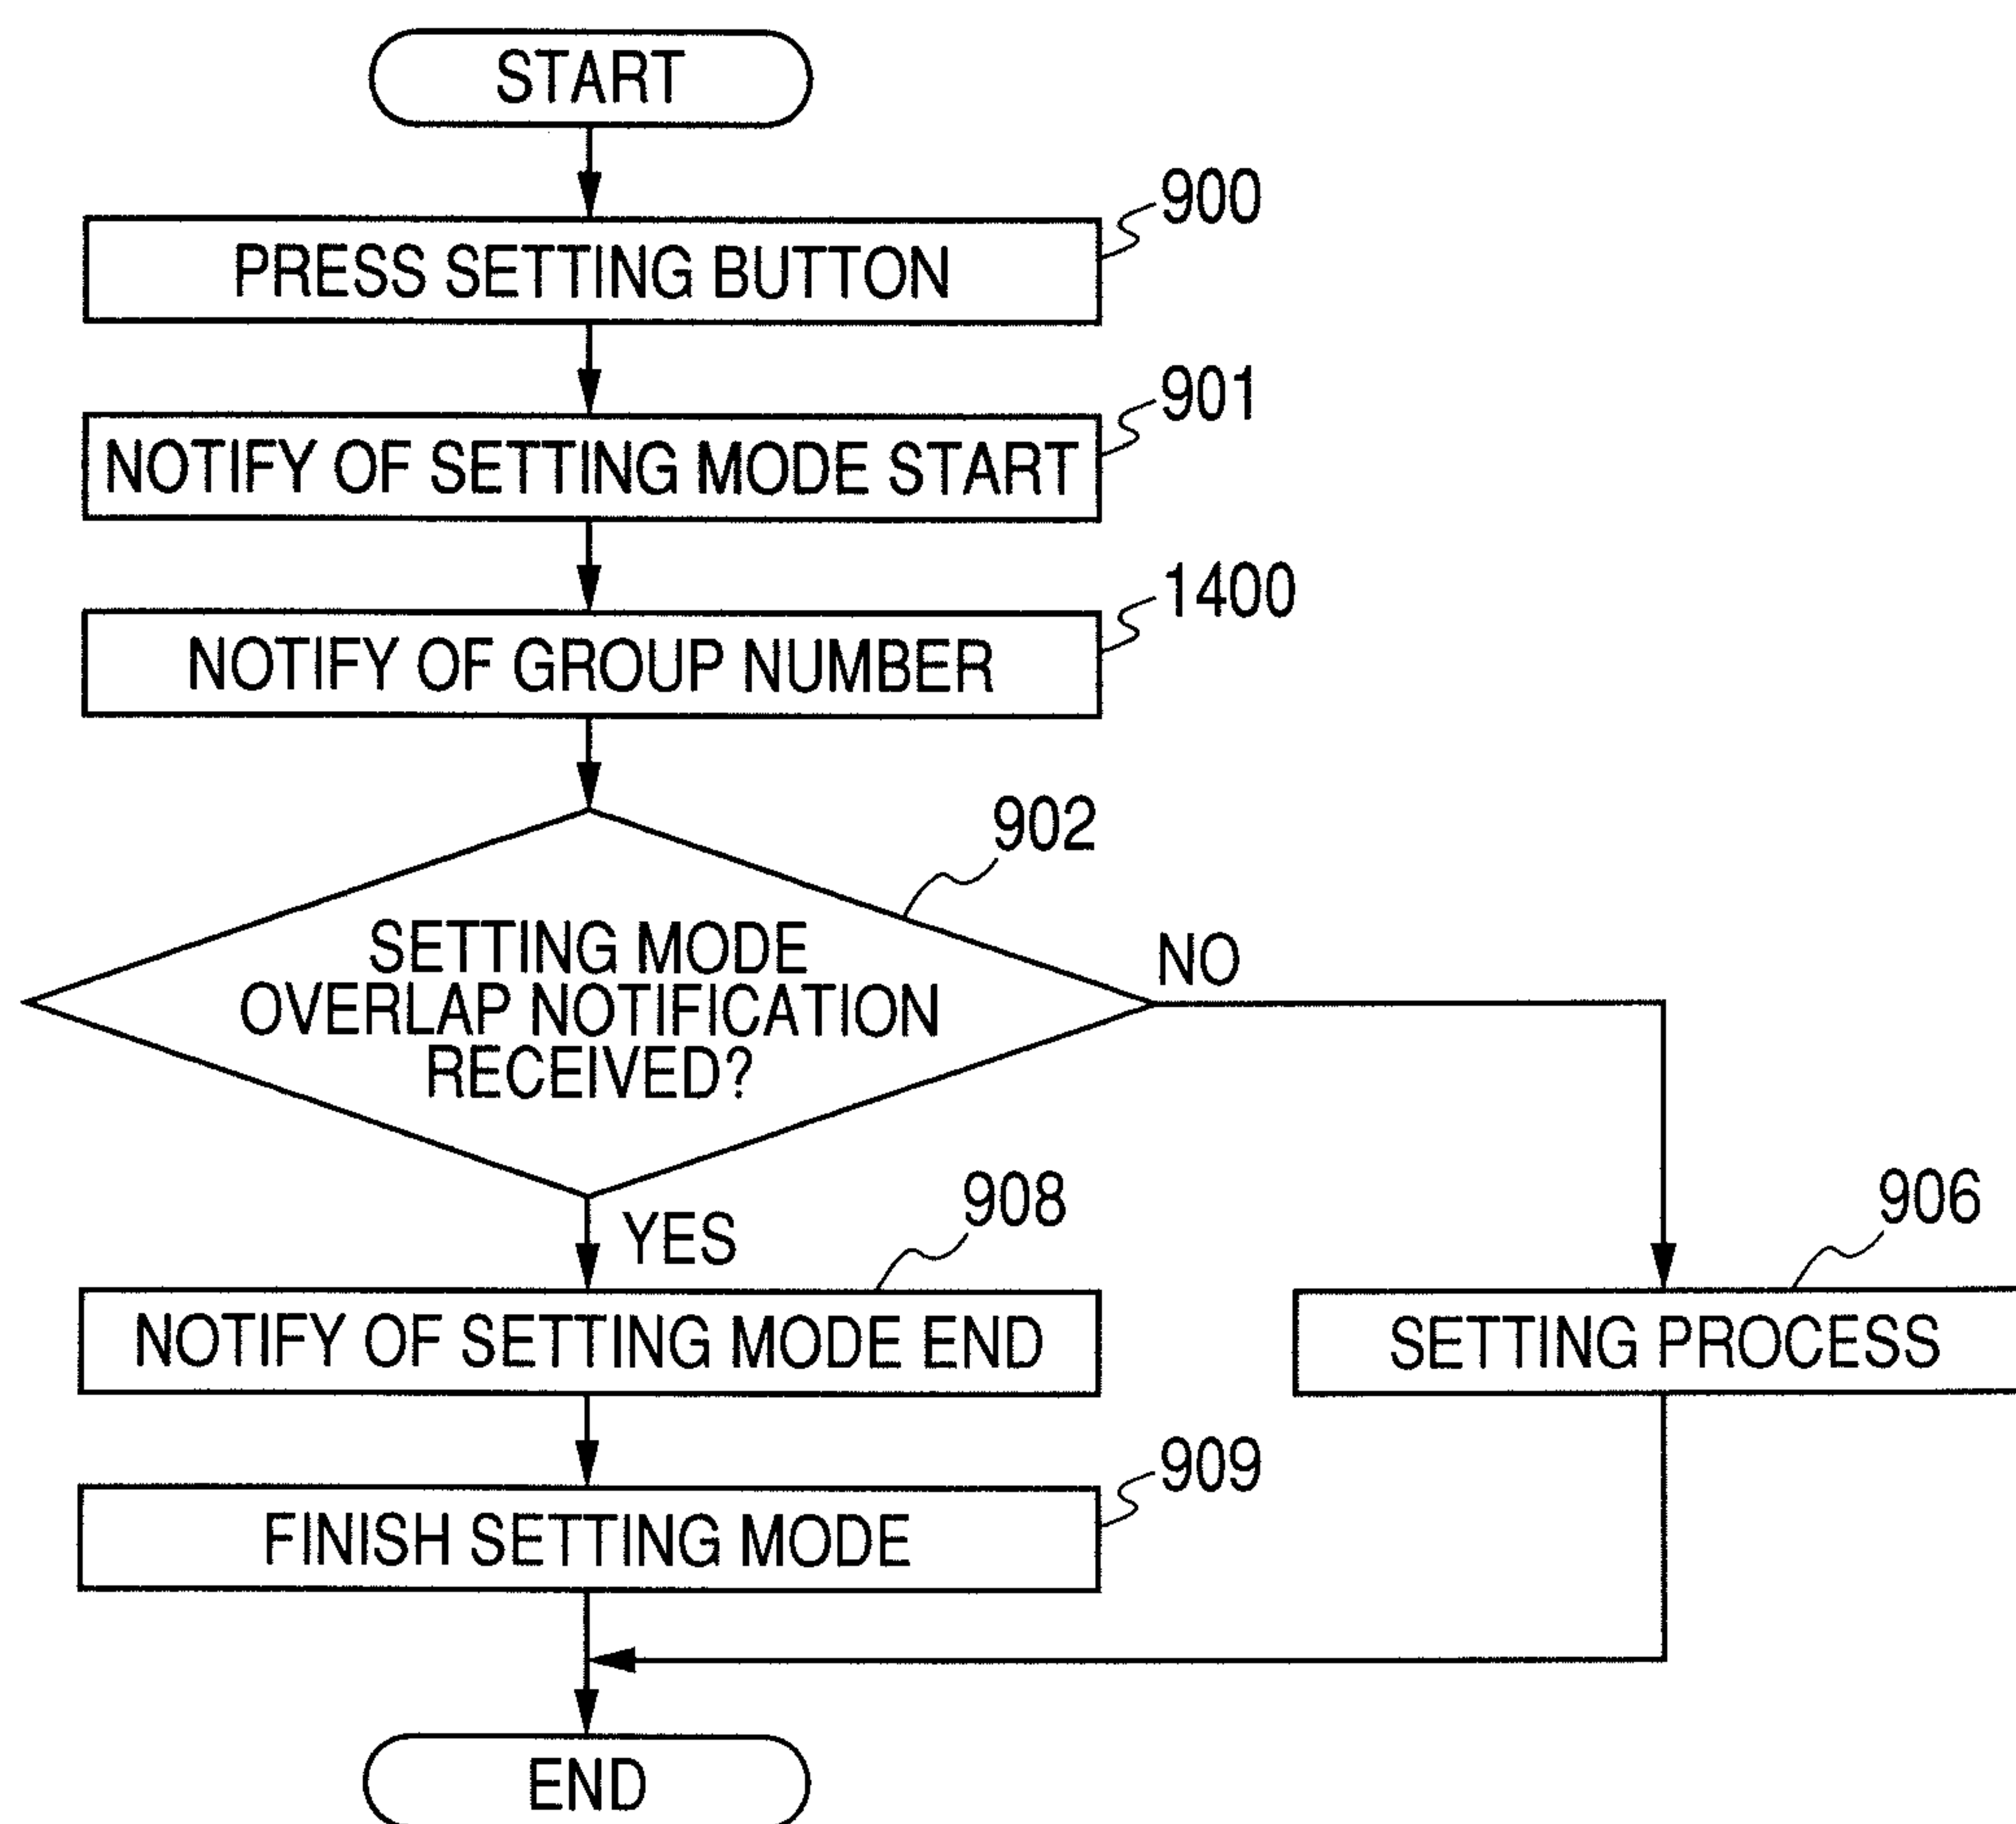 START
900
PRESS SETTING BUTTON
901
NOTIFY OF SETTING MODE START
1400
NOTIFY OF GROUP NUMBER
902
SETTING MODE
OVERLAP NOTIFICATION
RECEIVED?
NO
YES
908
906
NOTIFY OF SETTING MODE END
SETTING PROCESS
909
FINISH SETTING MODE
END